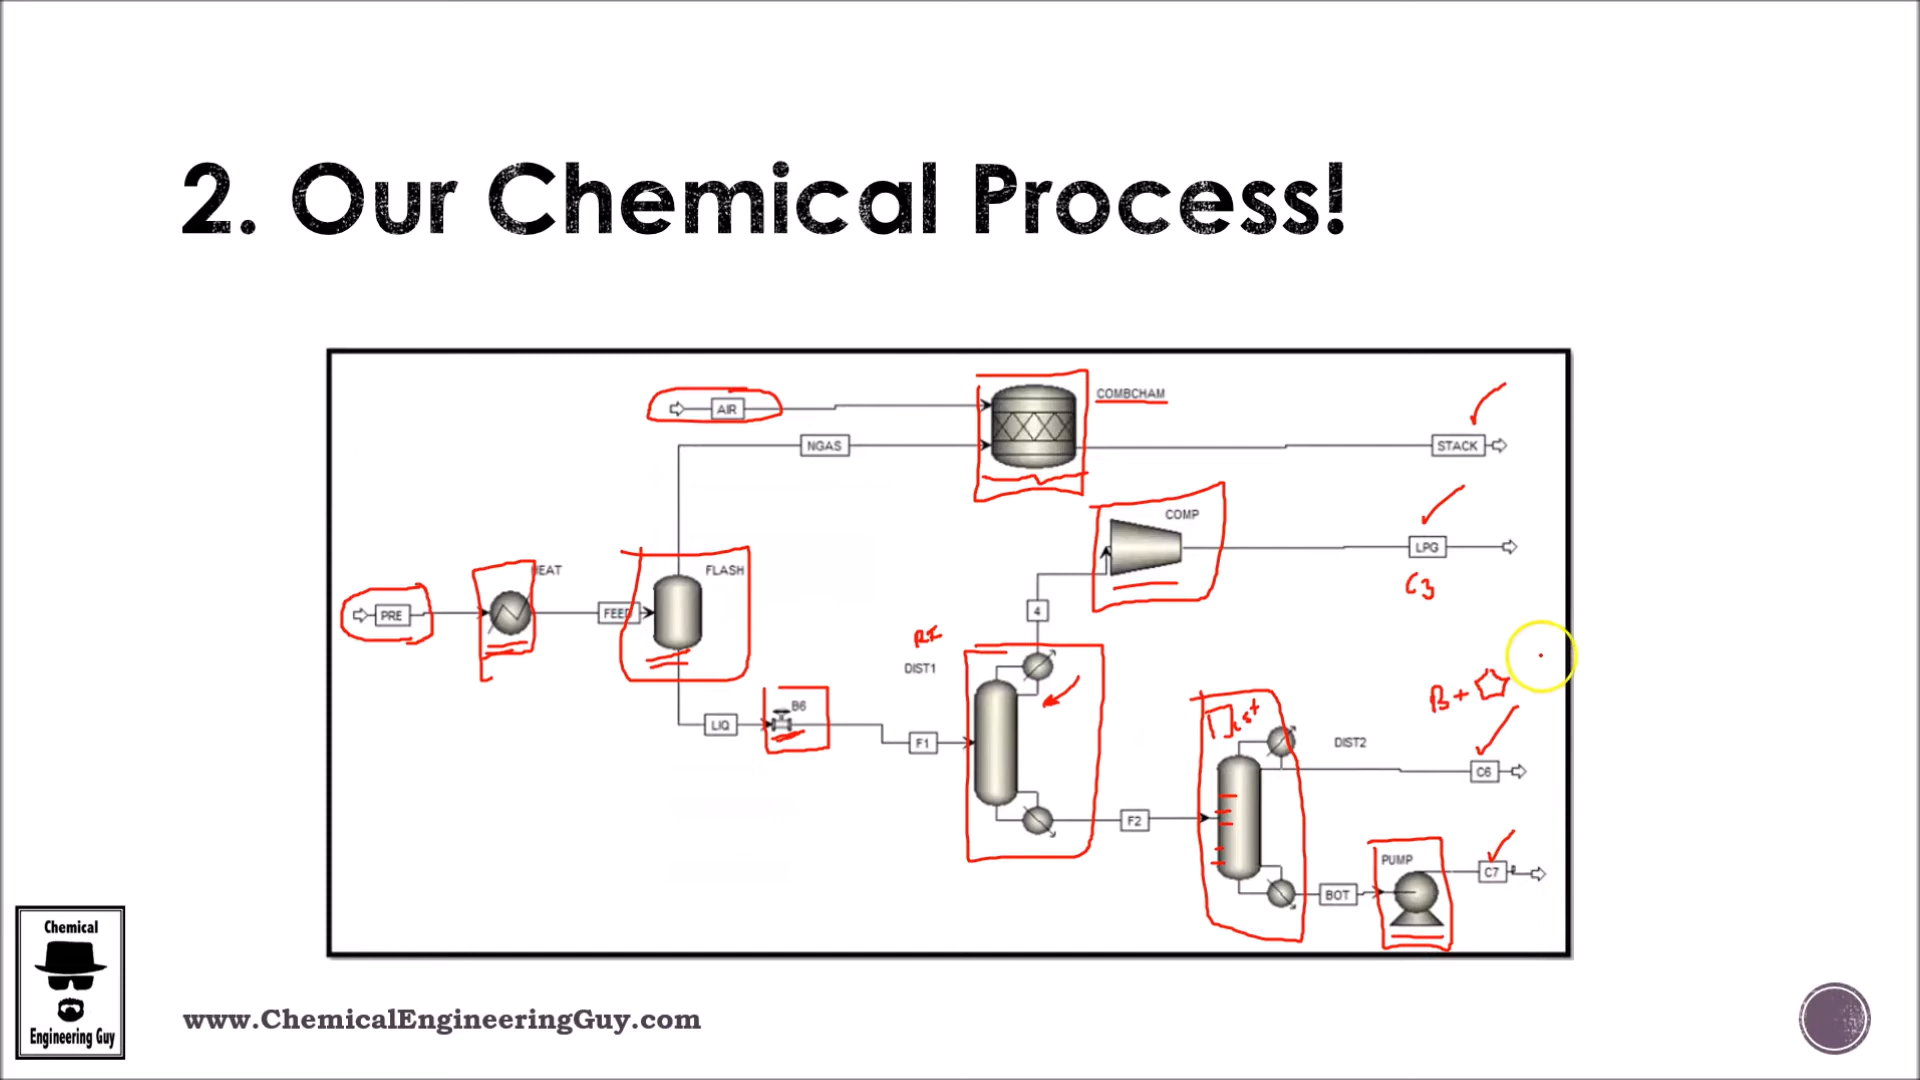 2. Our Chemical Process!
AIR
COMBCHAM
NGAS
STACK
COMP
LPG
C3
HEAT
FLASH
PRE
FEED
4
DIST1
B6
LIQ
F1
Dist
DIST2
B +
C6
F2
PUMP
C7
BOT
Chemical
Engineering Guy
www.ChemicalEngineeringGuy.com